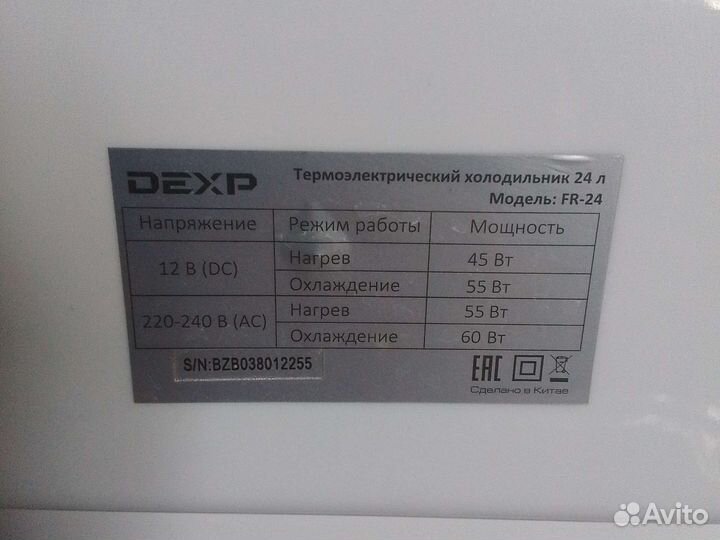 DEXP
Термоэлектрический холодильник 24 л
Модель: FR-24
Напряжение Режим работы Мощность
12 В (DC) Нагрев 45 Вт
Охлаждение 55 Вт
220-240 В (AC) Нагрев 55 Вт
Охлаждение 60 Вт
S/N:BZB038012255
EAC
Сделано в Китае
Avito